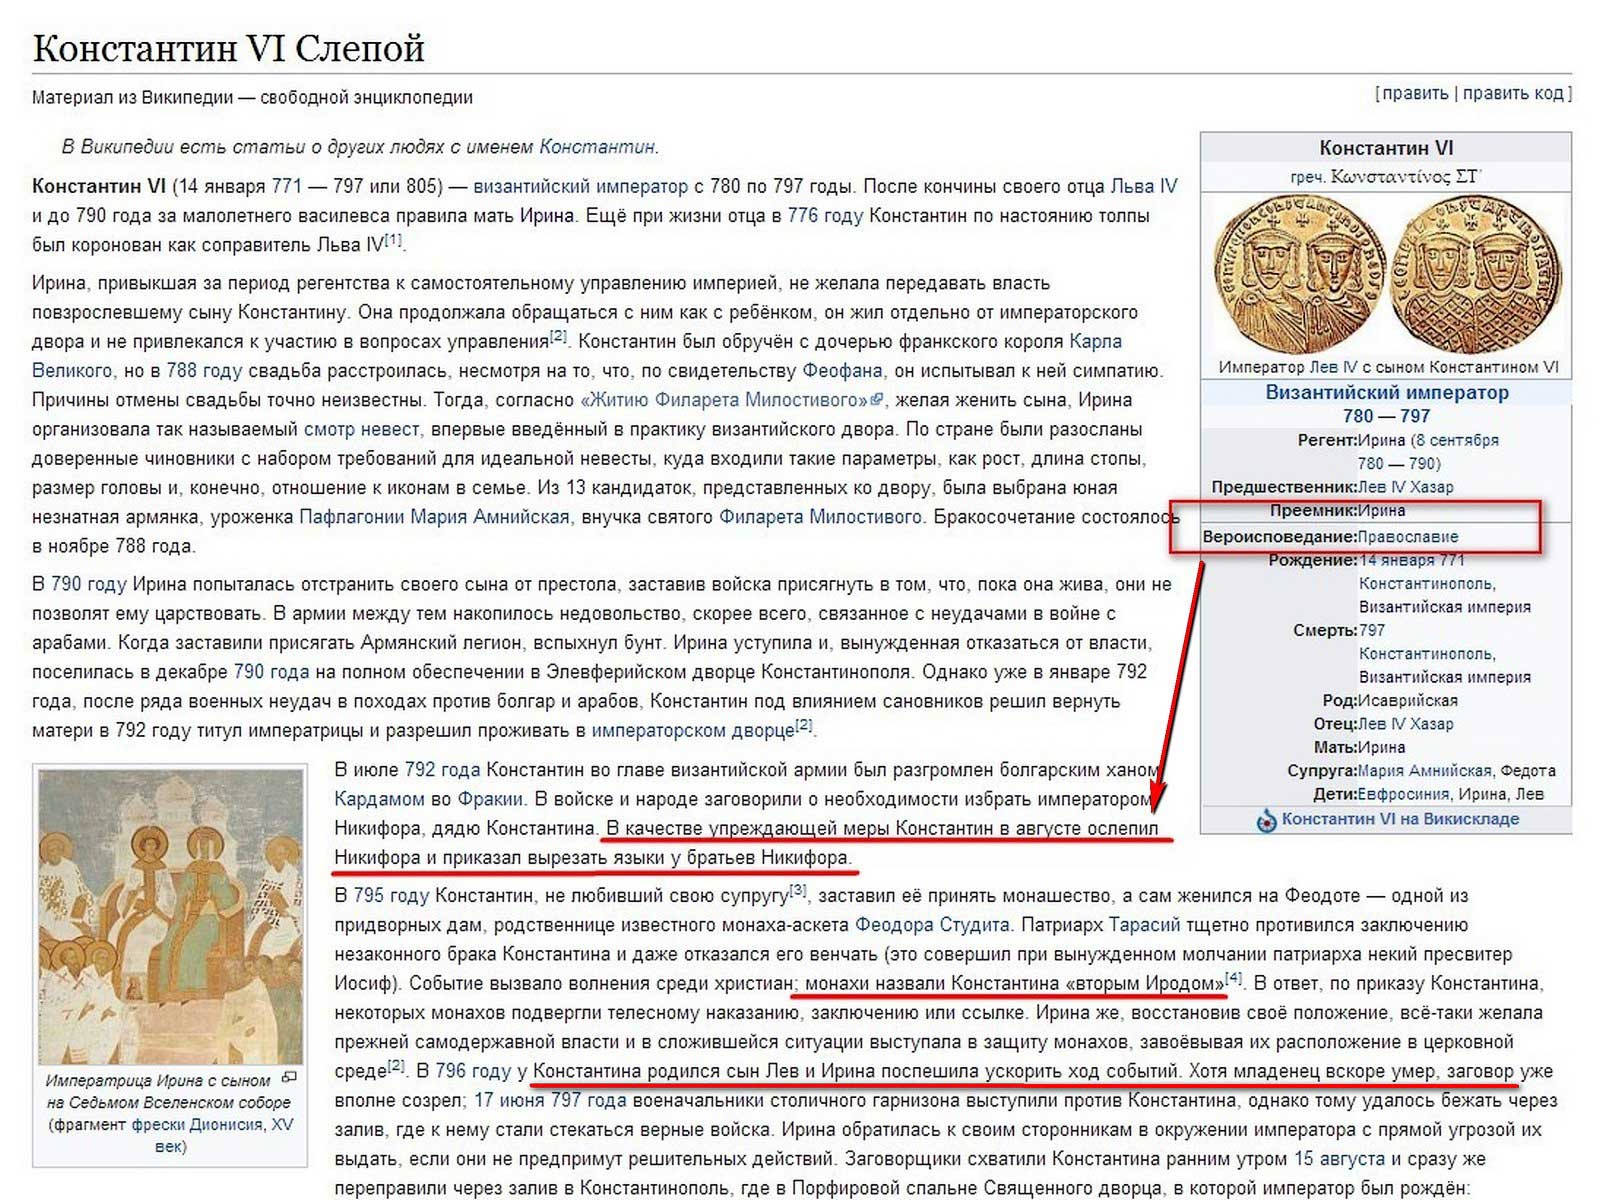 Константин VI Слепой
Материал из Википедии — свободной энциклопедии
[ править | править код ]
В Википедии есть статьи о других людях с именем Константин.
Константин VI (14 января 771 — 797 или 805) — византийский император с 780 по 797 годы. После кончины своего отца Льва IV
и до 790 года за малолетнего василевса правила мать Ирина. Ещё при жизни отца в 776 году Константин по настоянию толпы
был коронован как соправитель Льва IV[1].
Ирина, привыкшая за период регентства к самостоятельному управлению империей, не желала передавать власть
повзрослевшему сыну Константину. Она продолжала обращаться с ним как с ребёнком, он жил отдельно от императорского
двора и не привлекался к участию в вопросах управления[2]. Константин был обручён с дочерью франкского короля Карла
Великого, но в 788 году свадьба расстроилась, несмотря на то, что, по свидетельству Феофана, он испытывал к ней симпатию.
Причины отмены свадьбы точно неизвестны. Тогда, согласно «Житию Филарета Милостивого», желая женить сына, Ирина
организовала так называемый смотр невест, впервые введённый в практику византийского двора. По стране были разосланы
доверенные чиновники с набором требований для идеальной невесты, куда входили такие параметры, как рост, длина стопы,
размер головы и, конечно, отношение к иконам в семье. Из 13 кандидаток, представленных ко двору, была выбрана юная
незнатная армянка, уроженка Пафлагонии Мария Амнийская, внучка святого Филарета Милостивого. Бракосочетание состоялось
в ноябре 788 года.
В 790 году Ирина попыталась отстранить своего сына от престола, заставив войска присягнуть в том, что, пока она жива, они не
позволят ему царствовать. В армии между тем накопилось недовольство, скорее всего, связанное с неудачами в войне с
арабами. Когда заставили присягать Армянский легион, вспыхнул бунт. Ирина уступила и, вынужденная отказаться от власти,
поселилась в декабре 790 года на полном обеспечении в Элевферийском дворце Константинополя. Однако уже в январе 792
года, после ряда военных неудач в походах против болгар и арабов, Константин под влиянием сановников решил вернуть
матери в 792 году титул императрицы и разрешил проживать в императорском дворце[2].
В июле 792 года Константин во главе византийской армии был разгромлен болгарским ханом
Кардамом во Фракии. В войске и народе заговорили о необходимости избрать императором
Никифора, дядю Константина. В качестве упреждающей меры Константин в августе ослепил
Никифора и приказал вырезать языки у братьев Никифора.
В 795 году Константин, не любивший свою супругу[3], заставил её принять монашество, а сам женился на Феодоте — одной из
придворных дам, родственнице известного монаха-аскета Феодора Студита. Патриарх Тарасий тщетно противился заключению
незаконного брака Константина и даже отказался его венчать (это совершил при вынужденном молчании патриарха некий пресвитер
Иосиф). Событие вызвало волнения среди христиан; монахи назвали Константина «вторым Иродом»[4]. В ответ, по приказу Константина,
некоторых монахов подвергли телесному наказанию, заключению или ссылке. Ирина же, восстановив своё положение, всё-таки желала
прежней самодержавной власти и в сложившейся ситуации выступала в защиту монахов, завоёвывая их расположение в церковной
среде[2]. В 796 году у Константина родился сын Лев и Ирина поспешила ускорить ход событий. Хотя младенец вскоре умер, заговор уже
вполне созрел; 17 июня 797 года военачальники столичного гарнизона выступили против Константина, однако тому удалось бежать через
залив, где к нему стали стекаться верные войска. Ирина обратилась к своим сторонникам в окружении императора с прямой угрозой их
выдать, если они не предпримут решительных действий. Заговорщики схватили Константина ранним утром 15 августа и сразу же
переправили через залив в Константинополь, где в Порфировой спальне Священного дворца, в которой император был рождён:
Императрица Ирина с сыном
на Седьмом Вселенском соборе
(фрагмент фрески Дионисия, XV
век)
Константин VI
греч. Κωνσταντίνος ΣΤ΄
Император Лев IV с сыном Константином VI
Византийский император
780 — 797
Регент: Ирина (8 сентября
780 — 790)
Предшественник: Лев IV Хазар
Преемник: Ирина
Вероисповедание: Православие
Рождение: 14 января 771
Константинополь,
Византийская империя
Смерть: 797
Константинополь,
Византийская империя
Род: Исаврийская
Отец: Лев IV Хазар
Мать: Ирина
Супруга: Мария Амнийская, Федота
Дети: Евфросиния, Ирина, Лев
Константин VI на Викискладе